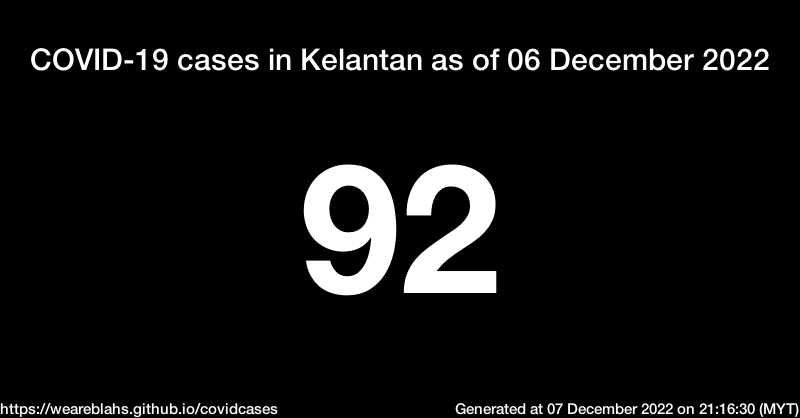 COVID-19 cases in Kelantan as of 06 December 2022
92
https://weareblahs.github.io/covidcases
Generated at 07 December 2022 on 21:16:30 (MYT)